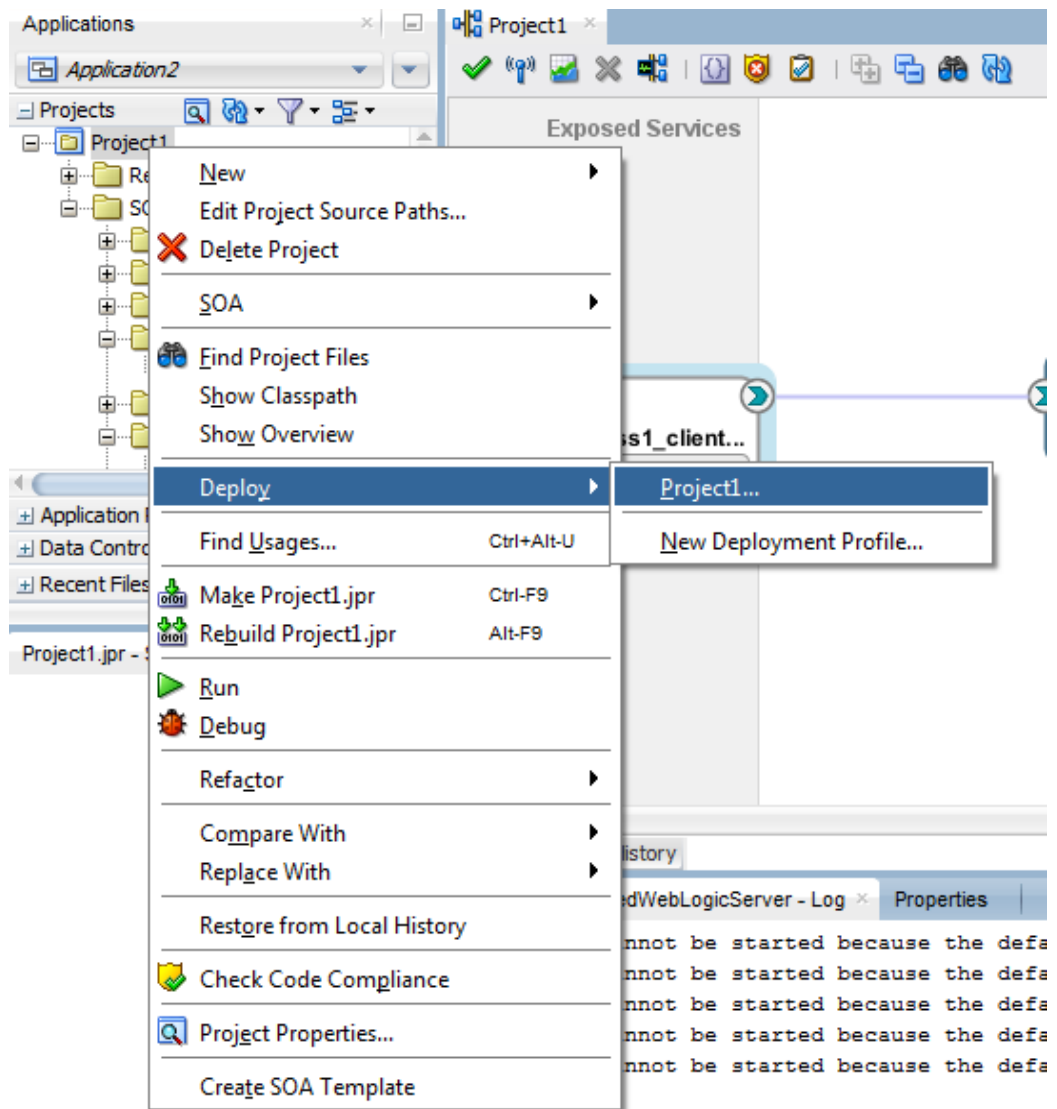 Applications
Project1
Application2
Projects
Exposed Services
Project1
Re
SO
New
Edit Project Source Paths...
Delete Project
SOA
Find Project Files
Show Classpath
Show Overview
ss1_client...
Deploy
Project1...
New Deployment Profile...
Application
Data Contro
Recent Files
Find Usages... Ctrl+Alt-U
Make Project1.jpr Ctrl-F9
Rebuild Project1.jpr Alt-F9
Project1.jpr -
Run
Debug
Refactor
Compare With
Replace With
Restore from Local History
Check Code Compliance
Project Properties...
Create SOA Template
History
edWebLogicServer - Log
Properties
nnot be started because the defa
nnot be started because the defa
nnot be started because the defa
nnot be started because the defa
nnot be started because the defa